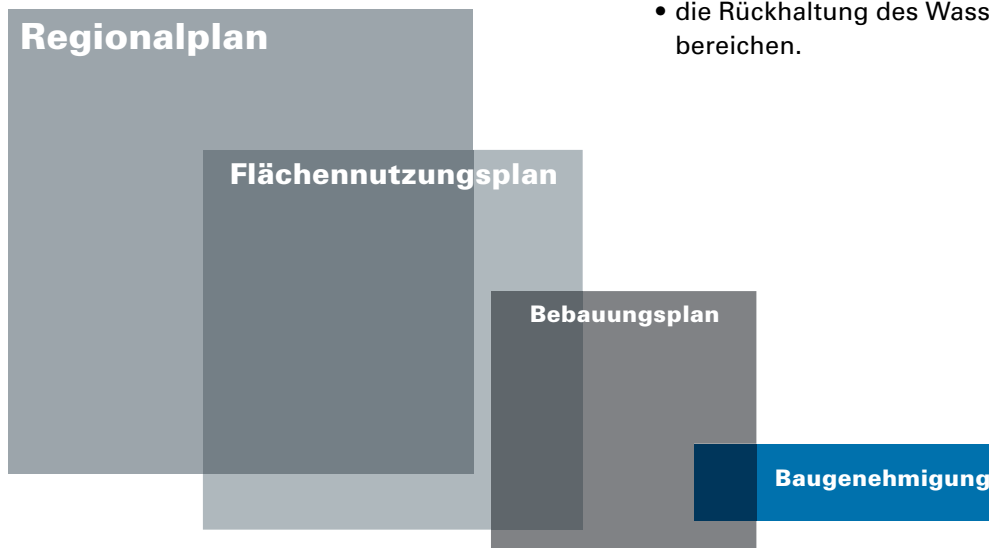 • die Rückhaltung des Wass
bereichen.
Regionalplan
Flächennutzungsplan
Bebauungsplan
Baugenehmigung